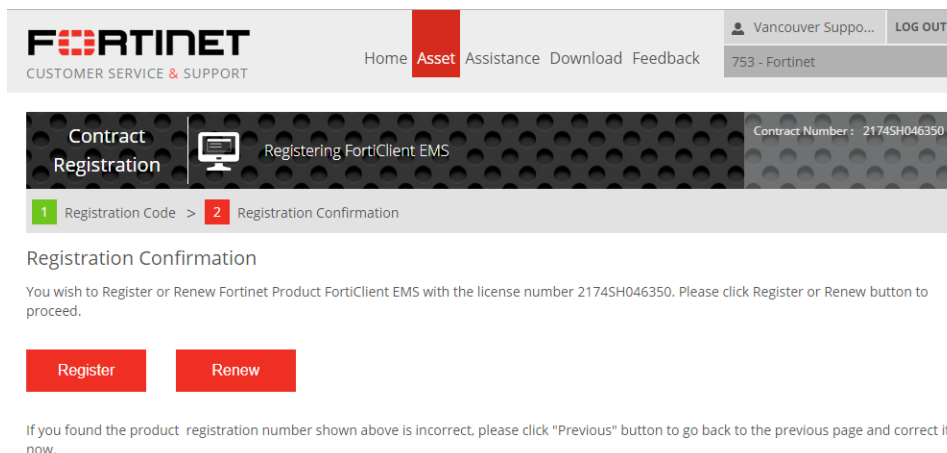 FORTINET
CUSTOMER SERVICE & SUPPORT
Home Asset Assistance Download Feedback
Vancouver Suppo... LOG OUT
753 - Fortinet
Contract Registration
Registering FortiClient EMS
Contract Number : 2174SH046350
1 Registration Code > 2 Registration Confirmation
Registration Confirmation
You wish to Register or Renew Fortinet Product FortiClient EMS with the license number 2174SH046350. Please click Register or Renew button to
proceed.
Register Renew
If you found the product registration number shown above is incorrect, please click "Previous" button to go back to the previous page and correct it
now.